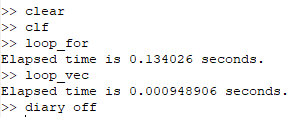 >> clear
>> clf
>> loop_for
Elapsed time is 0.134026 seconds.
>> loop_vec
Elapsed time is 0.000948906 seconds.
>> diary off